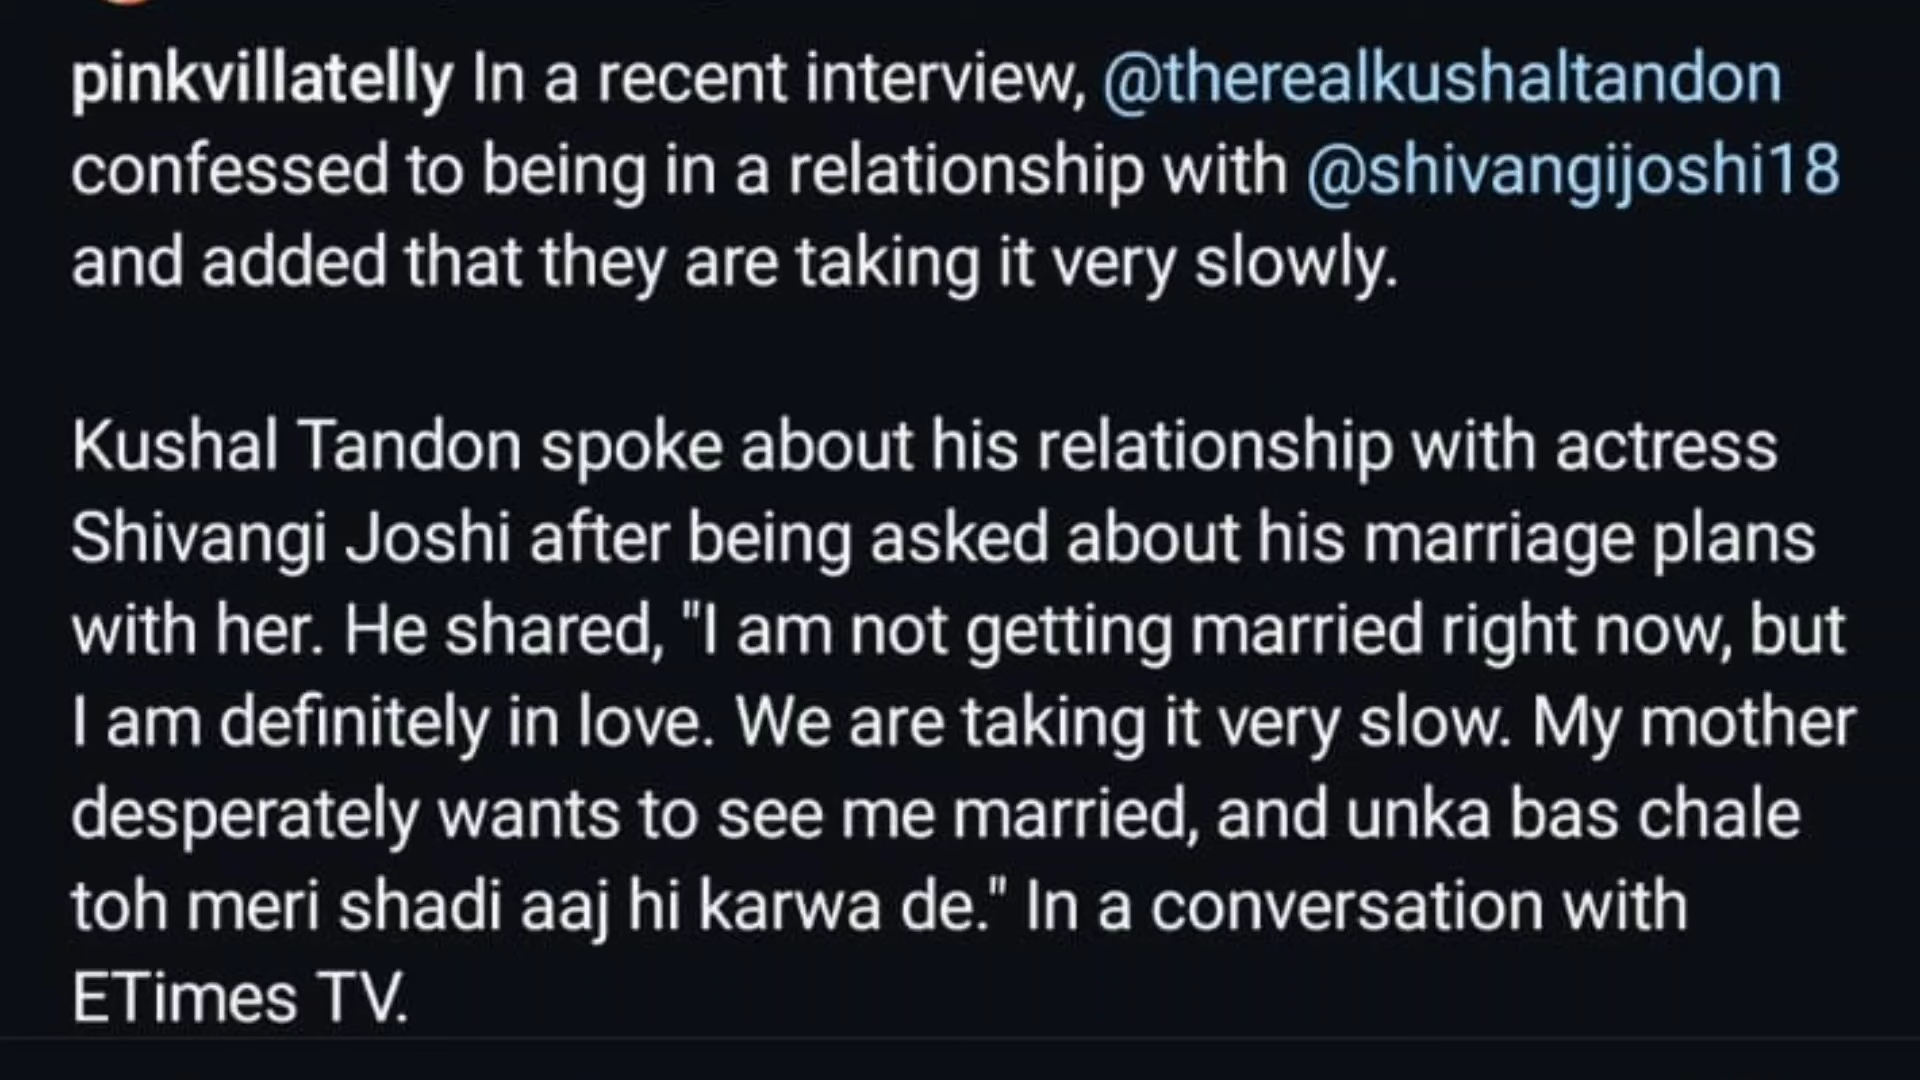 pinkvillatelly In a recent interview, @therealkushaltandon
confessed to being in a relationship with @shivangijoshi18
and added that they are taking it very slowly.
Kushal Tandon spoke about his relationship with actress
Shivangi Joshi after being asked about his marriage plans
with her. He shared, "I am not getting married right now, but
I am definitely in love. We are taking it very slow. My mother
desperately wants to see me married, and unka bas chale
toh meri shadi aaj hi karwa de." In a conversation with
ETimes TV.